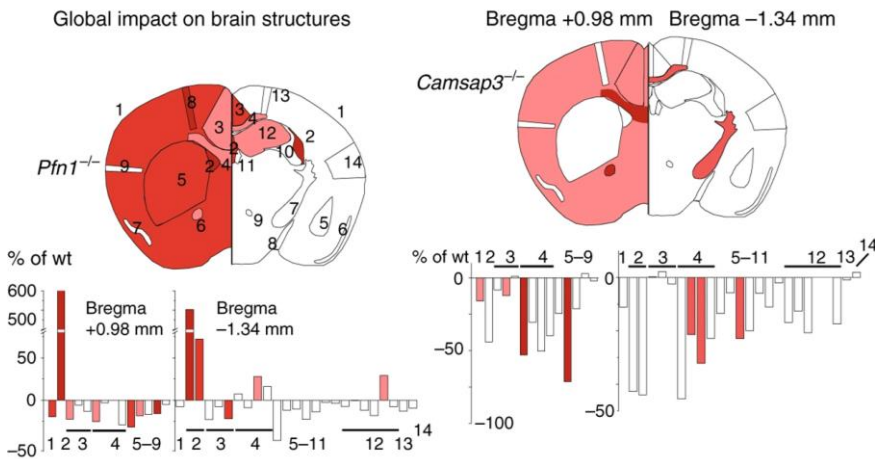 Global impact on brain structures
Bregma +0.98 mm Bregma −1.34 mm
Pfn1−/−
1 8 3 2 4 5 9 6 7
3 4 13 1 12 2 10 2 11 14 7 9 5 6 8
Camsap3−/−
% of wt
600
500
50
0
−50
Bregma
+0.98 mm
Bregma
−1.34 mm
1 2 3 4 5–9
1 2 3 4 5–11 12 13 14
% of wt
1 2 3 4 5–9
0
−50
−100
1 2 3 4 5–11 12 13 14
0
−50